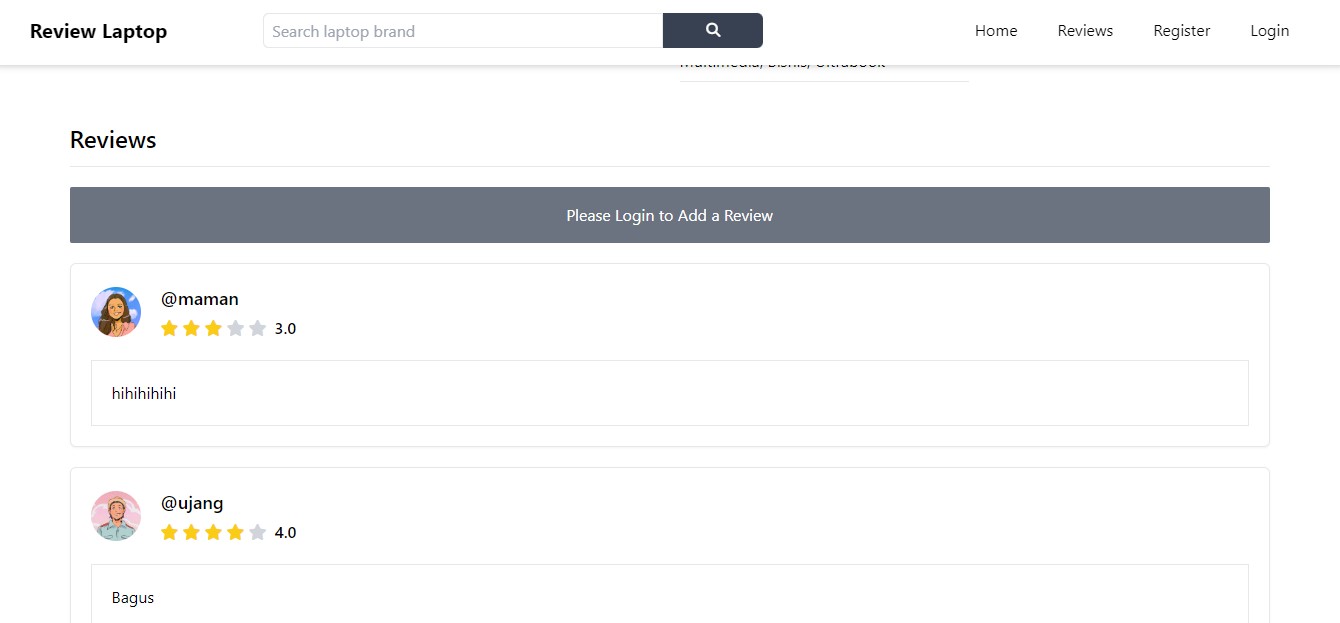 Review Laptop
Search laptop brand
Home
Reviews
Register
Login
Multimedia, Bisnis, Ultrabook
Reviews
Please Login to Add a Review
@maman
3.0
hihihihihi
@ujang
4.0
Bagus